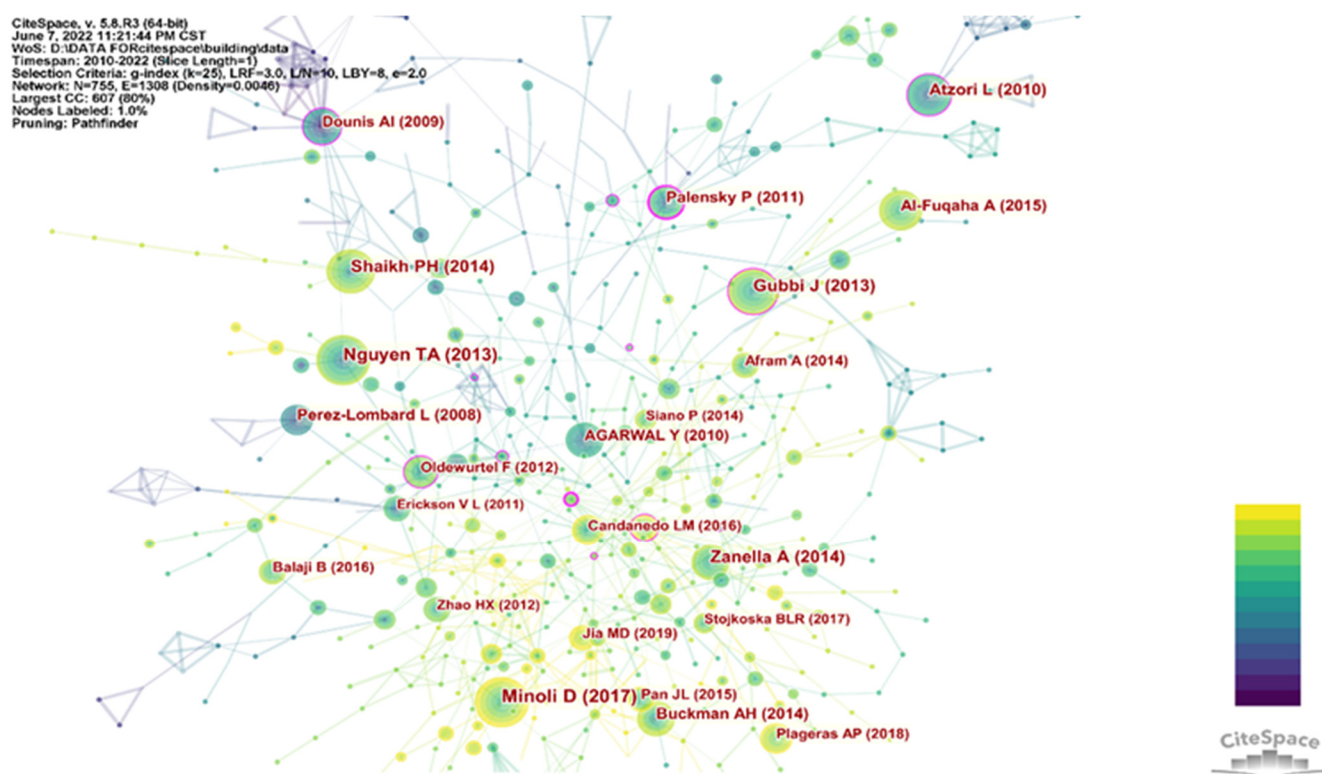 CiteSpace, v. 5.8.R3 (64-bit)
June 7, 2022 11:21:44 PM CST
WoS: D:\DATA FORcitespace\building\data
Timespan: 2010-2022 (Slice Length=1)
Selection Criteria: g-index (k=25), LRF=3.0, L/N=10, LBY=8, e=2.0
Network: N=755, E=1308 (Density=0.0046)
Largest CC: 607 (80%)
Nodes Labeled: 1.0%
Pruning: Pathfinder
Atzori L (2010)
Dounis AI (2009)
Palensky P (2011)
Al-Fuqaha A (2015)
Shaikh PH (2014)
Gubbi J (2013)
Nguyen TA (2013)
Afram A (2014)
Perez-Lombard L (2008)
Siano P (2014)
AGARWAL Y (2010)
Oldewurtel F (2012)
Erickson V L (2011)
Candanedo LM (2016)
Zanella A (2014)
Balaji B (2016)
Zhao HX (2012)
Stojkoska BLR (2017)
Jia MD (2019)
Minoli D (2017)
Pan JL (2015)
Buckman AH (2014)
Plageras AP (2018)
CiteSpace